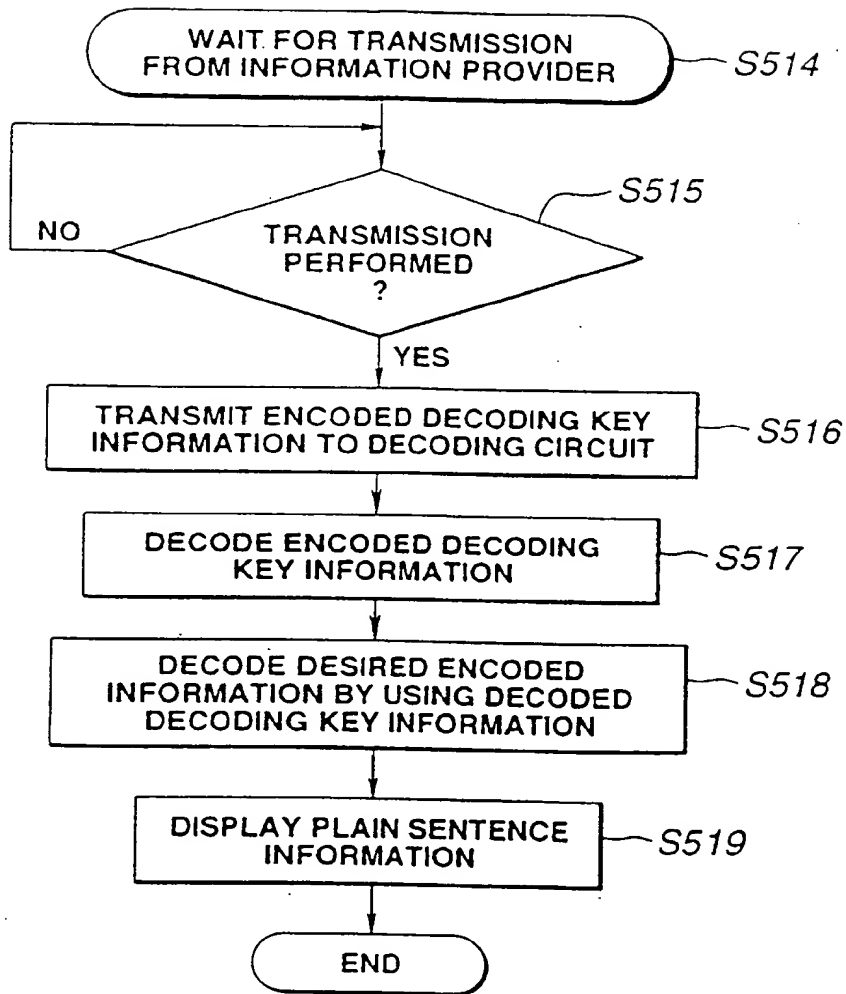 WAIT FOR TRANSMISSION
FROM INFORMATION PROVIDER
S514
S515
NO
TRANSMISSION
PERFORMED
?
YES
TRANSMIT ENCODED DECODING KEY
INFORMATION TO DECODING CIRCUIT
S516
DECODE ENCODED DECODING
KEY INFORMATION
S517
DECODE DESIRED ENCODED
INFORMATION BY USING DECODED
DECODING KEY INFORMATION
S518
DISPLAY PLAIN SENTENCE
INFORMATION
S519
END